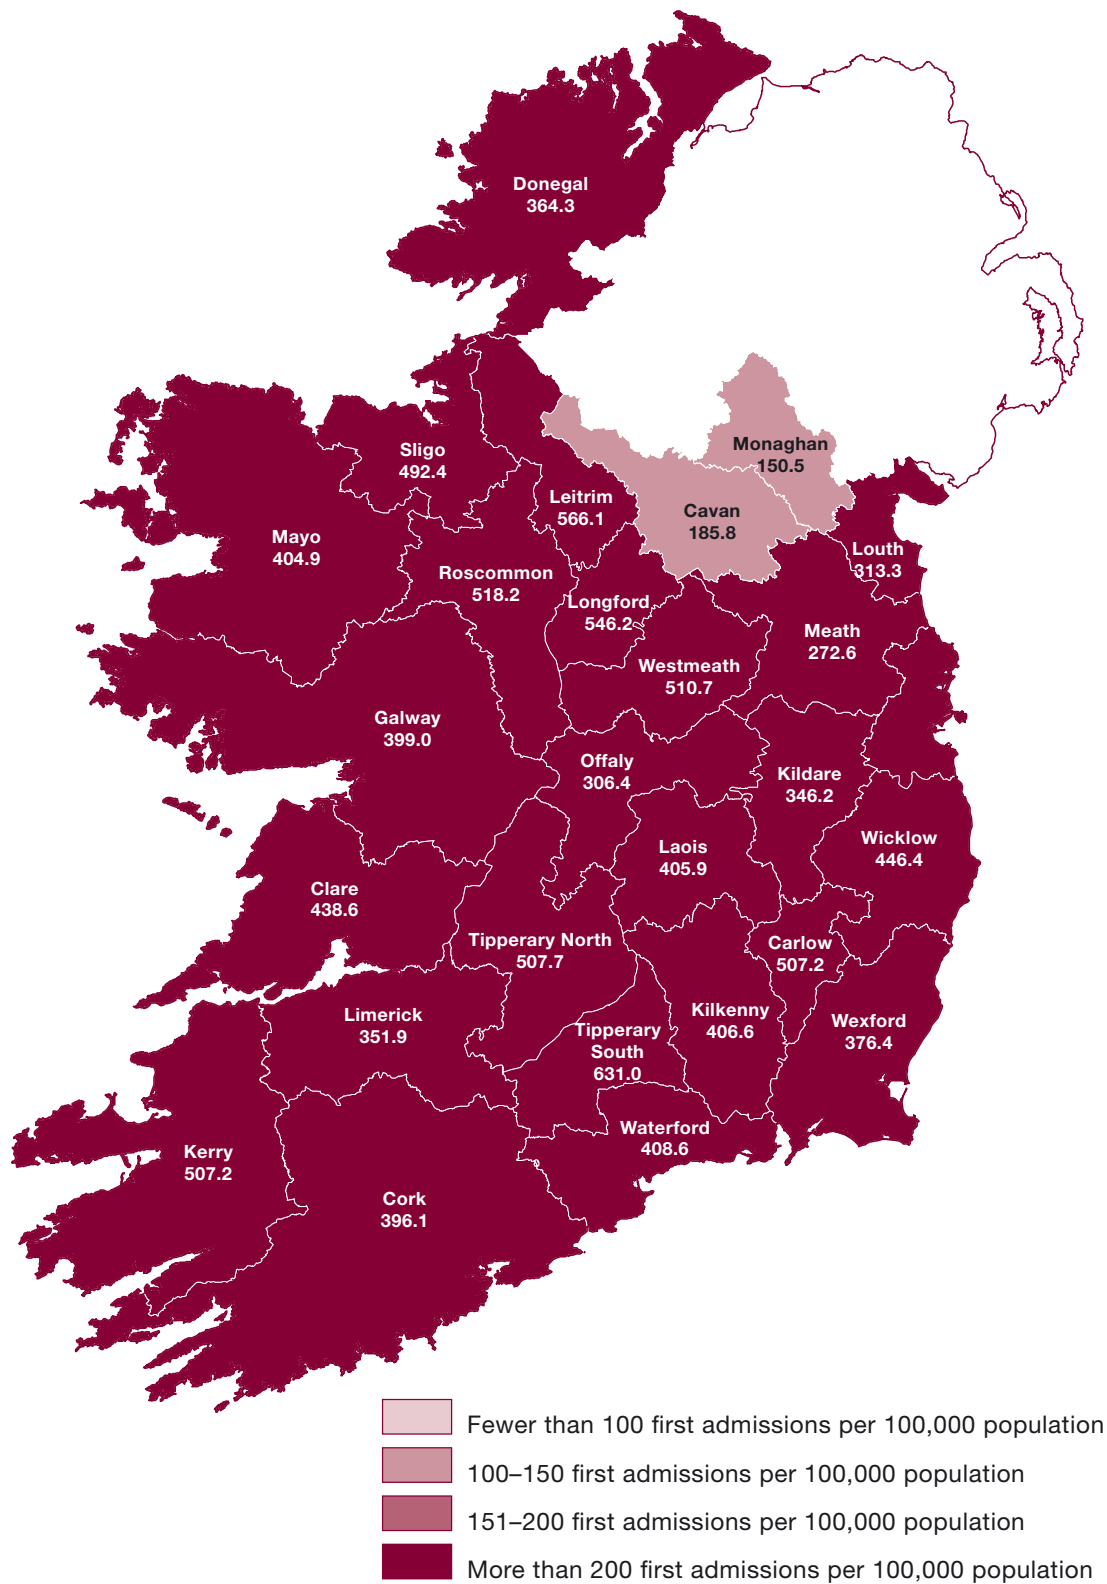 Donegal
364.3
Monaghan
150.5
Sligo
492.4
Leitrim
566.1
Cavan
185.8
Mayo
404.9
Louth
313.3
Roscommon
518.2
Longford
546.2
Meath
272.6
Westmeath
510.7
Galway
399.0
Offaly
306.4
Kildare
346.2
Wicklow
446.4
Laois
405.9
Clare
438.6
Tipperary North
507.7
Carlow
507.2
Limerick
351.9
Kilkenny
406.6
Wexford
376.4
Tipperary
South
631.0
Waterford
408.6
Kerry
507.2
Cork
396.1
Fewer than 100 first admissions per 100,000 population
100–150 first admissions per 100,000 population
151–200 first admissions per 100,000 population
More than 200 first admissions per 100,000 population